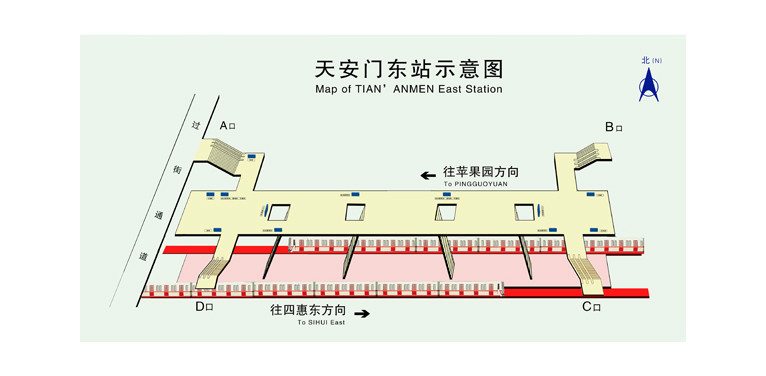 天安门东站示意图
Map of TIAN'ANMEN East Station
北(N)
A口
B口
过街通道
往苹果园方向
To PINGGUOYUAN
D口
C口
往四惠东方向
To SIHUI East